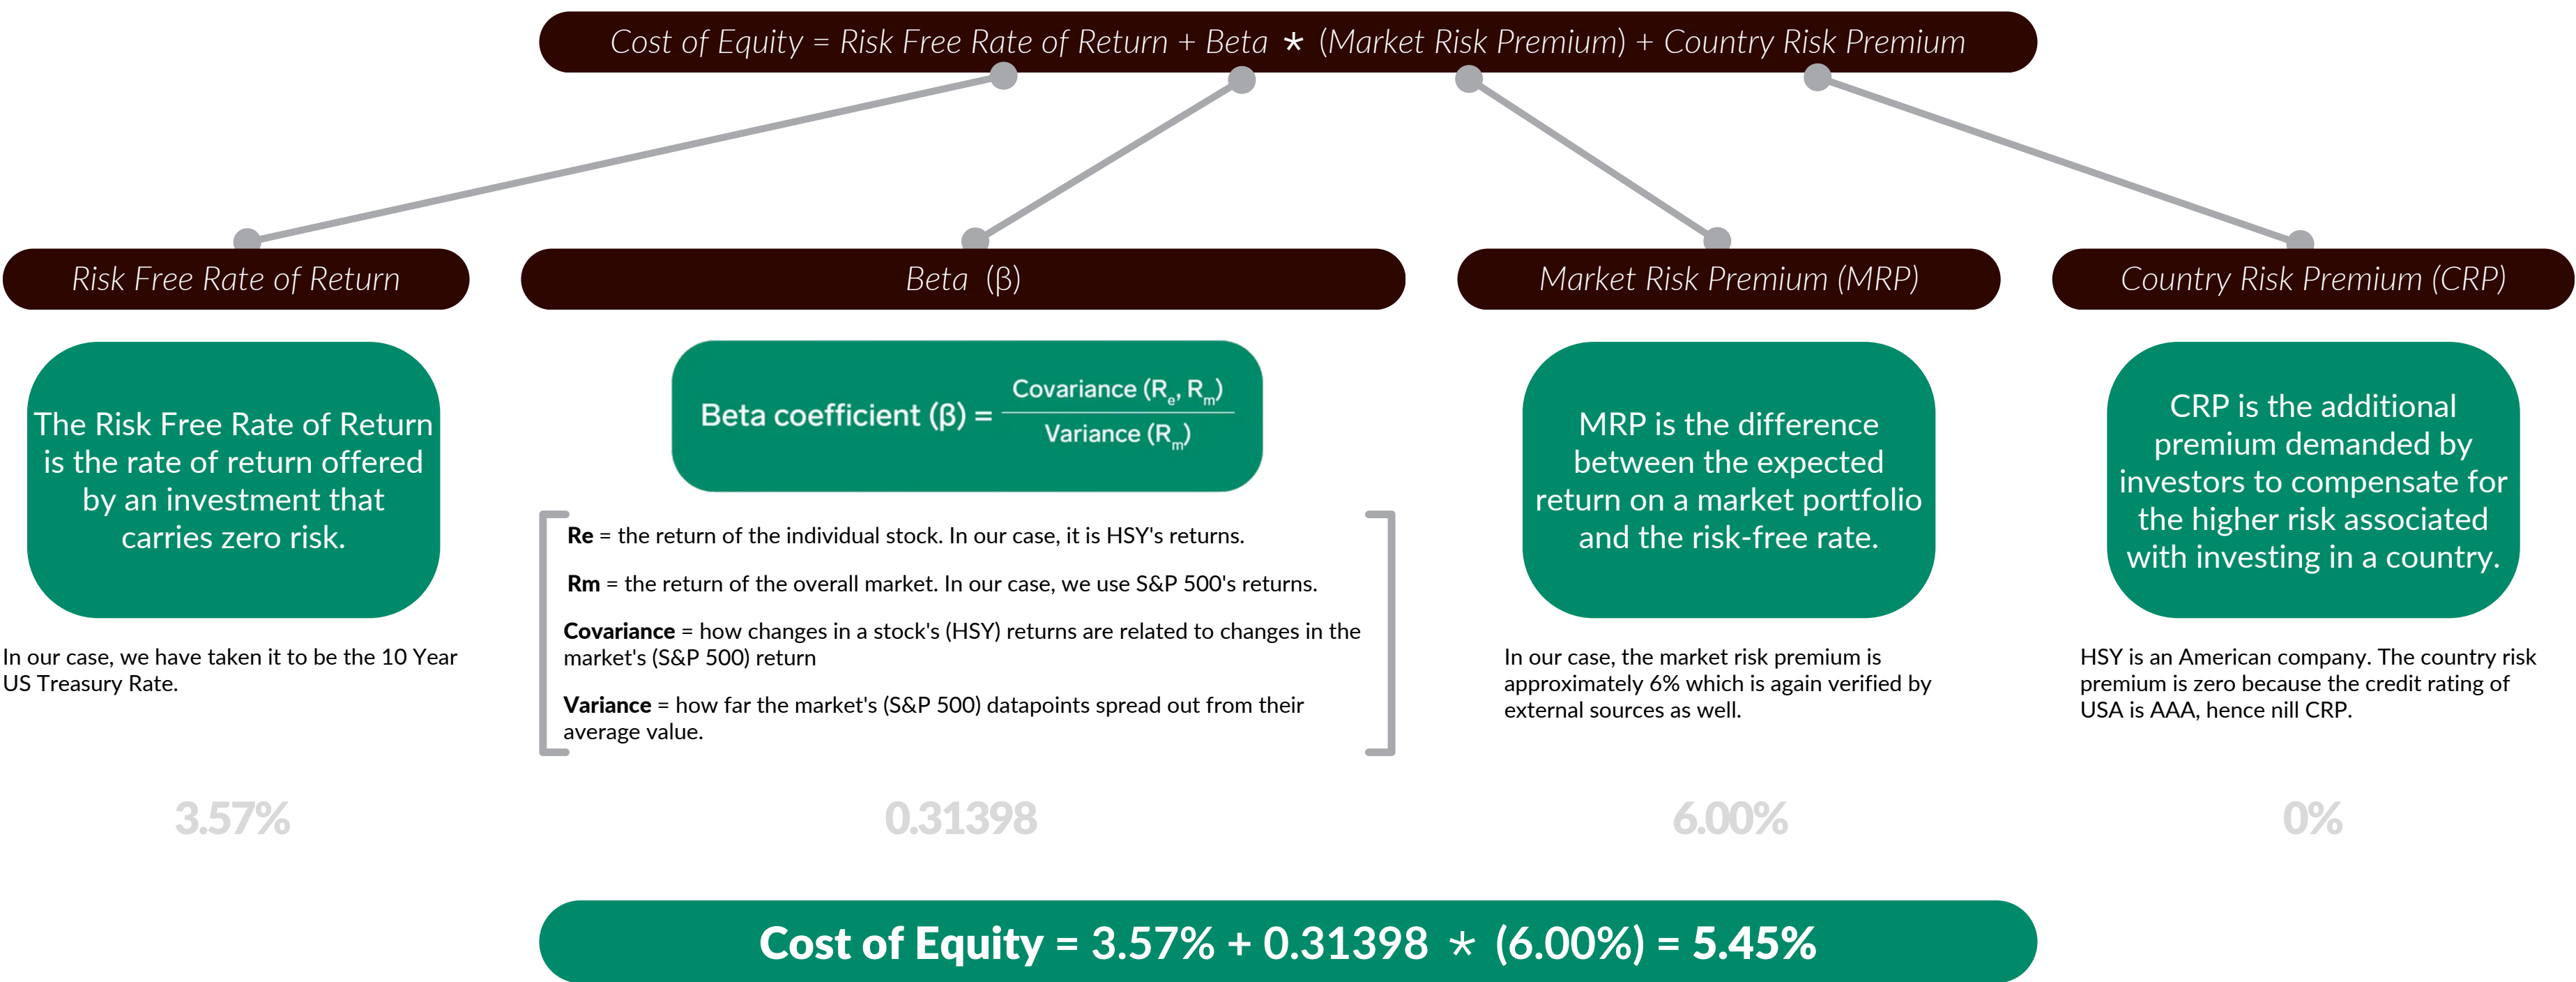 Cost of Equity = Risk Free Rate of Return + Beta * (Market Risk Premium) + Country Risk Premium
Risk Free Rate of Return
The Risk Free Rate of Return
is the rate of return offered
by an investment that
carries zero risk.
In our case, we have taken it to be the 10 Year
US Treasury Rate.
3.57%
Beta (β)
Beta coefficient (β) = Covariance (Re, Rm)
Variance (Rm)
Re = the return of the individual stock. In our case, it is HSY's returns.
Rm = the return of the overall market. In our case, we use S&P 500's returns.
Covariance = how changes in a stock's (HSY) returns are related to changes in the
market's (S&P 500) return
Variance = how far the market's (S&P 500) datapoints spread out from their
average value.
0.31398
Market Risk Premium (MRP)
MRP is the difference
between the expected
return on a market portfolio
and the risk-free rate.
In our case, the market risk premium is
approximately 6% which is again verified by
external sources as well.
6.00%
Country Risk Premium (CRP)
CRP is the additional
premium demanded by
investors to compensate for
the higher risk associated
with investing in a country.
HSY is an American company. The country risk
premium is zero because the credit rating of
USA is AAA, hence nill CRP.
0%
Cost of Equity = 3.57% + 0.31398 * (6.00%) = 5.45%